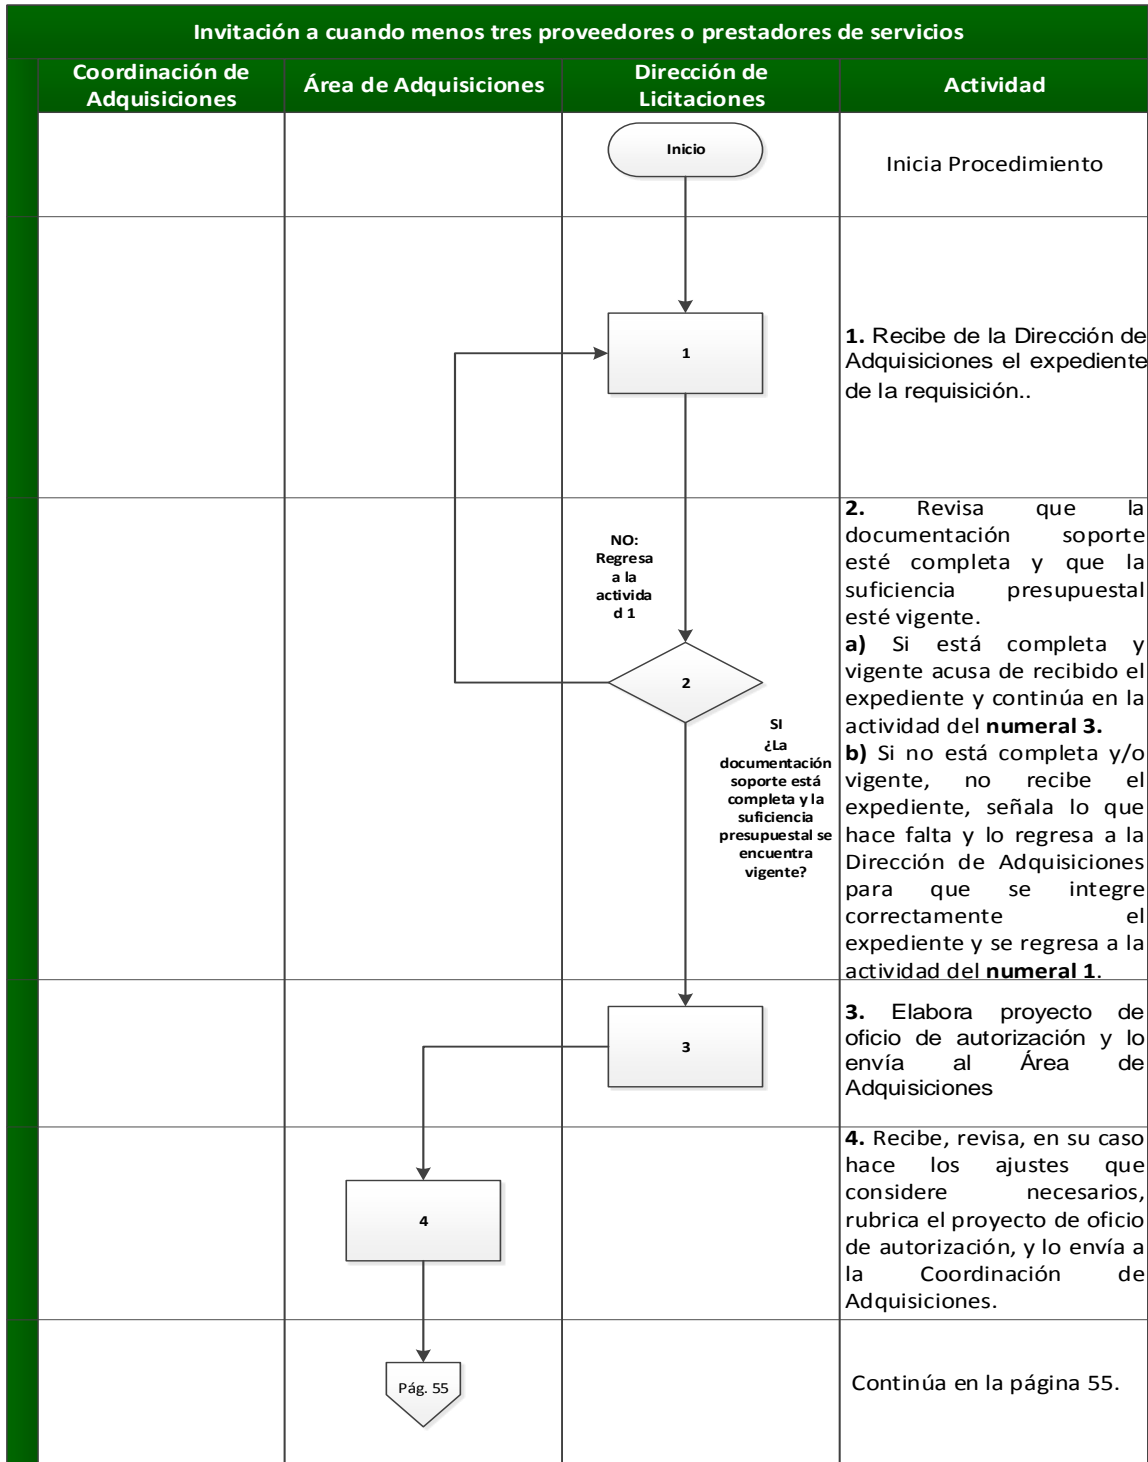 Invitación a cuando menos tres proveedores o prestadores de servicios
Coordinación de
Adquisiciones
Área de Adquisiciones
Dirección de
Licitaciones
Actividad
Inicio
Inicia Procedimiento
1
1. Recibe de la Dirección de
Adquisiciones el expediente
de la requisición..
NO:
Regresa
a la
activida
d 1
2
SI
¿La
documentación
soporte está
completa y la
suficiencia
presupuestal se
encuentra
vigente?
2. Revisa que la
documentación soporte
esté completa y que la
suficiencia presupuestal
esté vigente.
a) Si está completa y
vigente acusa de recibido el
expediente y continúa en la
actividad del numeral 3.
b) Si no está completa y/o
vigente, no recibe el
expediente, señala lo que
hace falta y lo regresa a la
Dirección de Adquisiciones
para que se integre
correctamente el
expediente y se regresa a la
actividad del numeral 1.
3
3. Elabora proyecto de
oficio de autorización y lo
envía al Área de
Adquisiciones
4
4. Recibe, revisa, en su caso
hace los ajustes que
considere necesarios,
rubrica el proyecto de oficio
de autorización, y lo envía a
la Coordinación de
Adquisiciones.
Pág. 55
Continúa en la página 55.